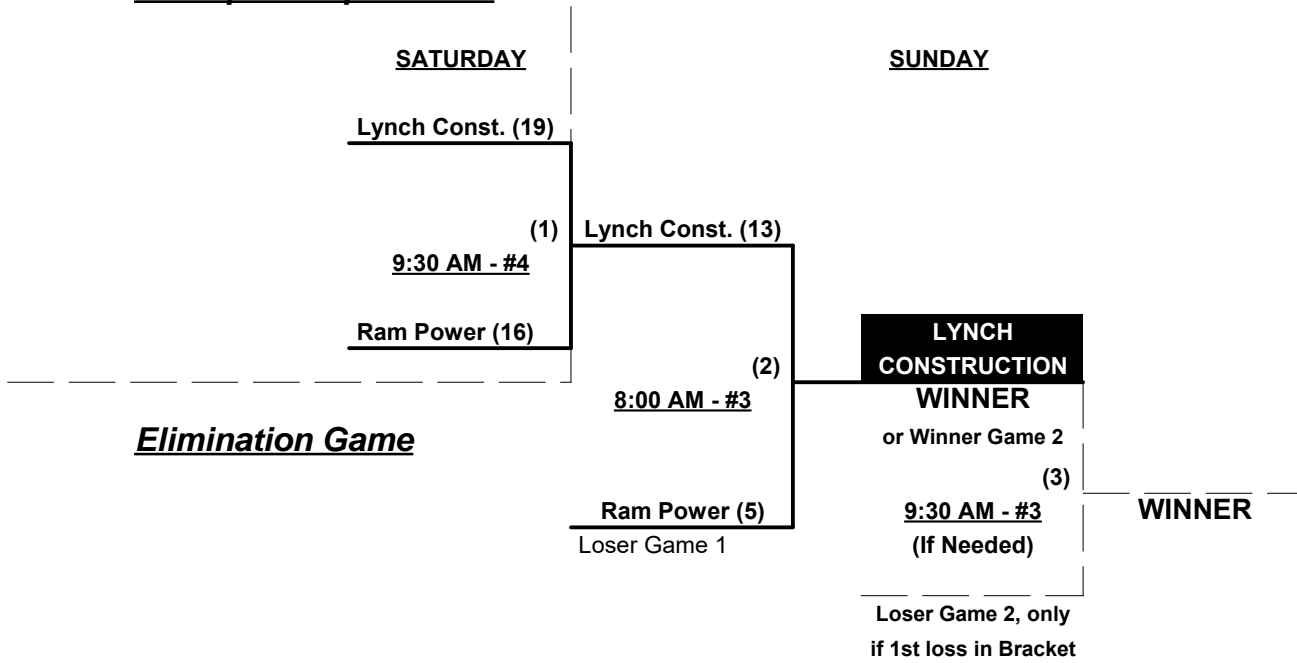 SATURDAY
SUNDAY
Lynch Const. (19)
(1)
Lynch Const. (13)
9:30 AM - #4
Ram Power (16)
LYNCH
CONSTRUCTION
(2)
8:00 AM - #3
WINNER
or Winner Game 2
Elimination Game
(3)
Ram Power (5)
9:30 AM - #3
WINNER
Loser Game 1
(If Needed)
Loser Game 2, only
if 1st loss in Bracket